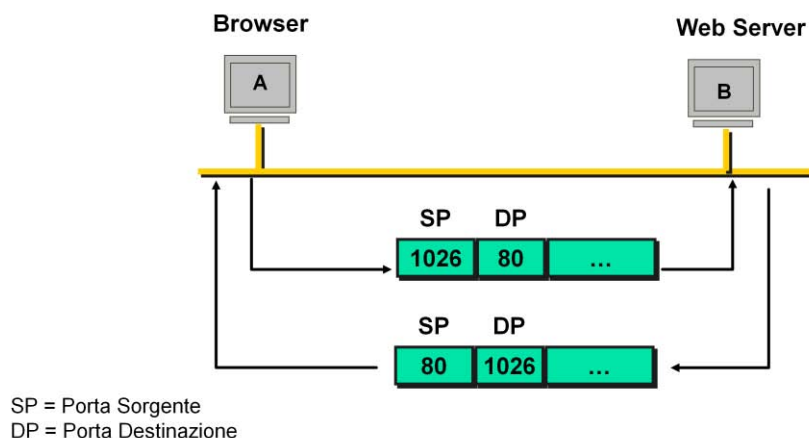 Browser
Web Server
A
B
SP DP
1026 80 ...
SP DP
80 1026 ...
SP = Porta Sorgente
DP = Porta Destinazione